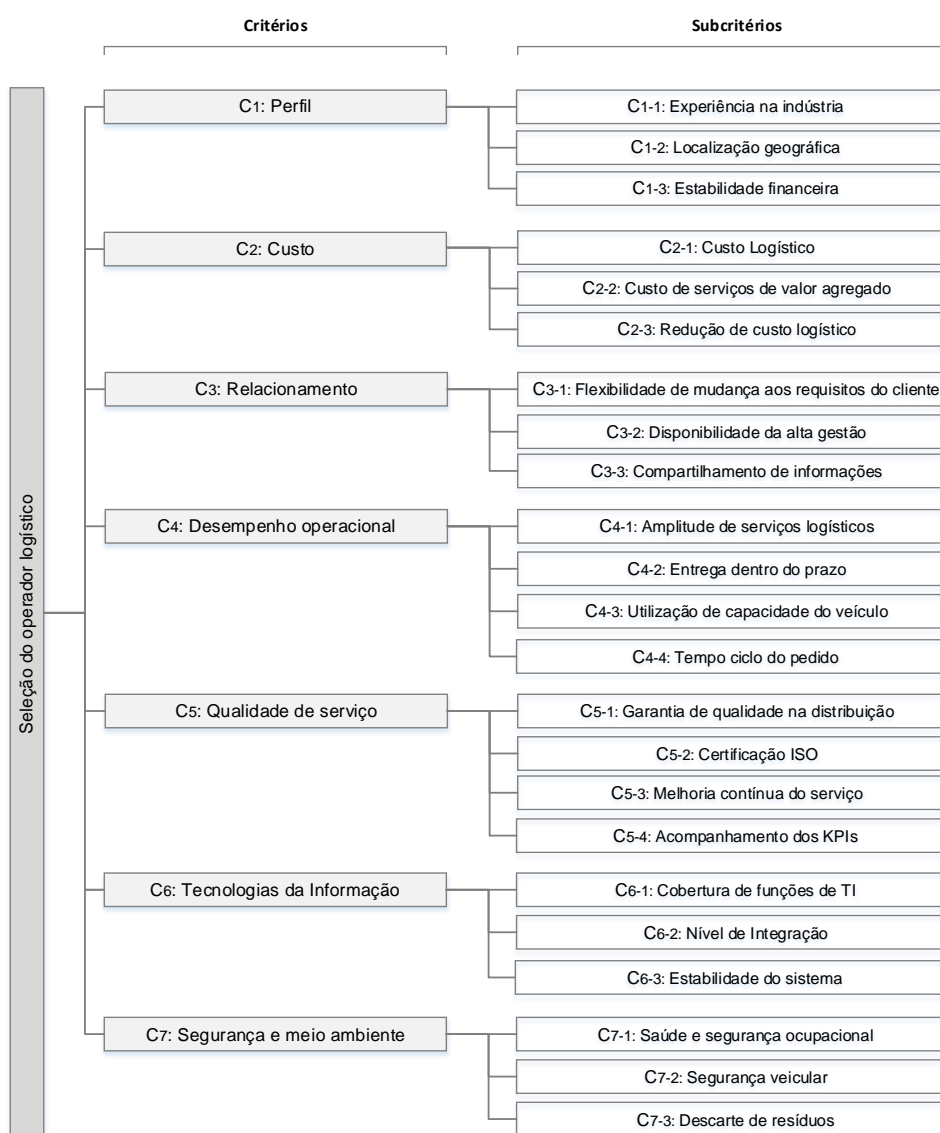 Critérios
Subcritérios
Seleção do operador logístico
C1: Perfil
C1-1: Experiência na indústria
C1-2: Localização geográfica
C1-3: Estabilidade financeira
C2: Custo
C2-1: Custo Logístico
C2-2: Custo de serviços de valor agregado
C2-3: Redução de custo logístico
C3: Relacionamento
C3-1: Flexibilidade de mudança aos requisitos do cliente
C3-2: Disponibilidade da alta gestão
C3-3: Compartilhamento de informações
C4: Desempenho operacional
C4-1: Amplitude de serviços logísticos
C4-2: Entrega dentro do prazo
C4-3: Utilização de capacidade do veículo
C4-4: Tempo ciclo do pedido
C5: Qualidade de serviço
C5-1: Garantia de qualidade na distribuição
C5-2: Certificação ISO
C5-3: Melhoria contínua do serviço
C5-4: Acompanhamento dos KPIs
C6: Tecnologias da Informação
C6-1: Cobertura de funções de TI
C6-2: Nível de Integração
C6-3: Estabilidade do sistema
C7: Segurança e meio ambiente
C7-1: Saúde e segurança ocupacional
C7-2: Segurança veicular
C7-3: Descarte de resíduos